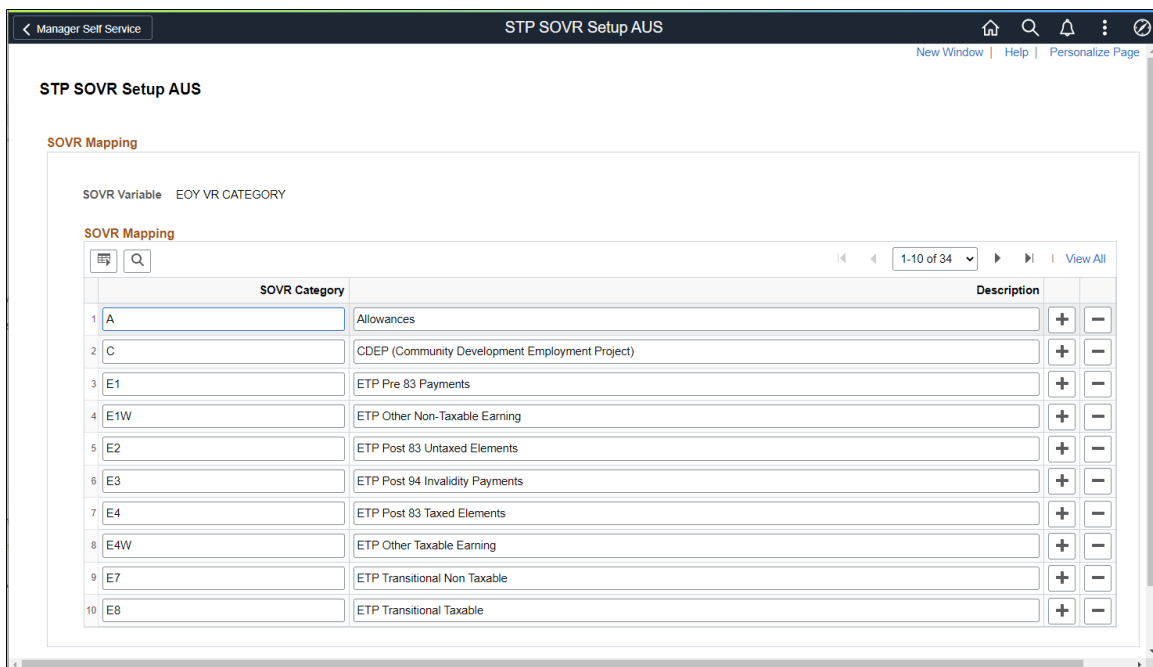 Manager Self Service
STP SOVR Setup AUS
New Window | Help | Personalize Page
STP SOVR Setup AUS
SOVR Mapping
SOVR Variable EOY VR CATEGORY
SOVR Mapping
1-10 of 34 | View All
SOVR Category Description
1 A Allowances
2 C CDEP (Community Development Employment Project)
3 E1 ETP Pre 83 Payments
4 E1W ETP Other Non-Taxable Earning
5 E2 ETP Post 83 Untaxed Elements
6 E3 ETP Post 94 Invalidity Payments
7 E4 ETP Post 83 Taxed Elements
8 E4W ETP Other Taxable Earning
9 E7 ETP Transitional Non Taxable
10 E8 ETP Transitional Taxable